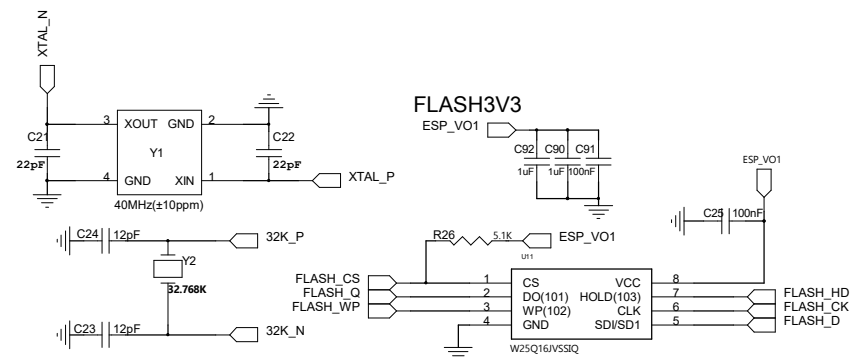 XTAL_N
3 XOUT GND 2
C21
22pF
Y1
C22
22pF
4 GND XIN 1
XTAL_P
40MHz(±10ppm)
C24 12pF
32K_P
Y2
32.768K
C23 12pF
32K_N
FLASH3V3
ESP_VO1
C92 C90 C91
1uF 1uF 100nF
ESP_VO1
C25 100nF
R26 5.1K ESP_VO1
U11
FLASH_CS 1 CS VCC 8
FLASH_Q 2 DO(101) HOLD(103) 7 FLASH_HD
FLASH_WP 3 WP(102) CLK 6 FLASH_CK
4 GND SDI/SD1 5 FLASH_D
W25Q16JVSSIQ